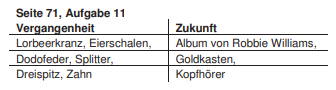 Seite 71, Aufgabe 11
Vergangenheit Zukunft
Lorbeerkranz, Eierschalen, Album von Robbie Williams,
Dodofeder, Splitter, Goldkasten,
Dreispitz, Zahn Kopfhörer